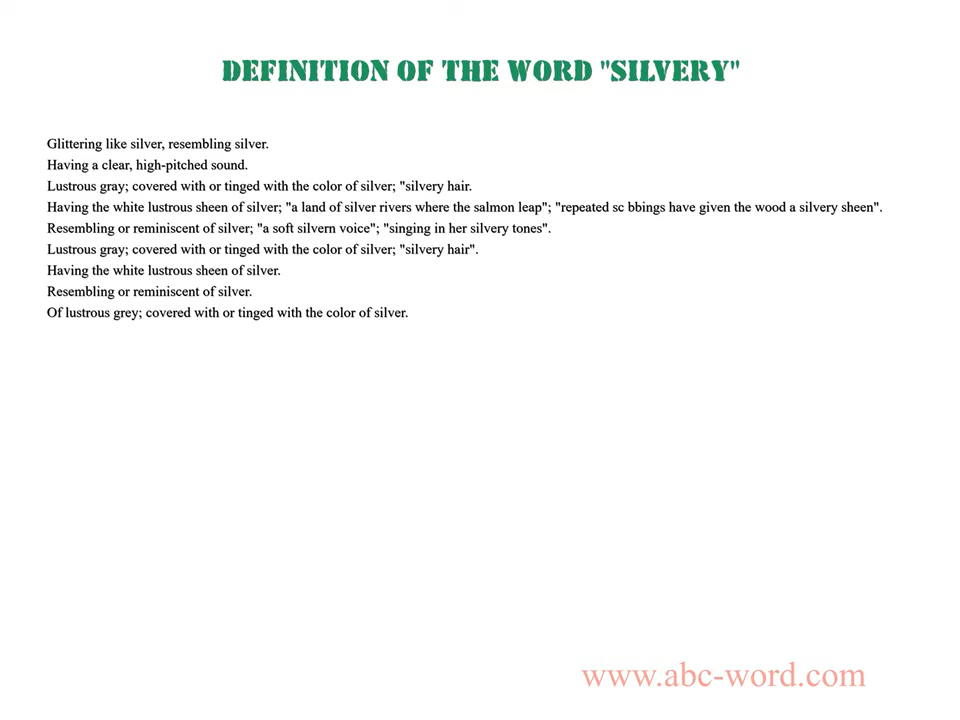 DEFINITION OF THE WORD "SILVERY"
Glittering like silver, resembling silver.
Having a clear, high-pitched sound.
Lustrous gray; covered with or tinged with the color of silver; "silvery hair.
Having the white lustrous sheen of silver; "a land of silver rivers where the salmon leap"; "repeated sc bbings have given the wood a silvery sheen".
Resembling or reminiscent of silver; "a soft silvern voice"; "singing in her silvery tones".
Lustrous gray; covered with or tinged with the color of silver; "silvery hair".
Having the white lustrous sheen of silver.
Resembling or reminiscent of silver.
Of lustrous grey; covered with or tinged with the color of silver.
www.abc-word.com